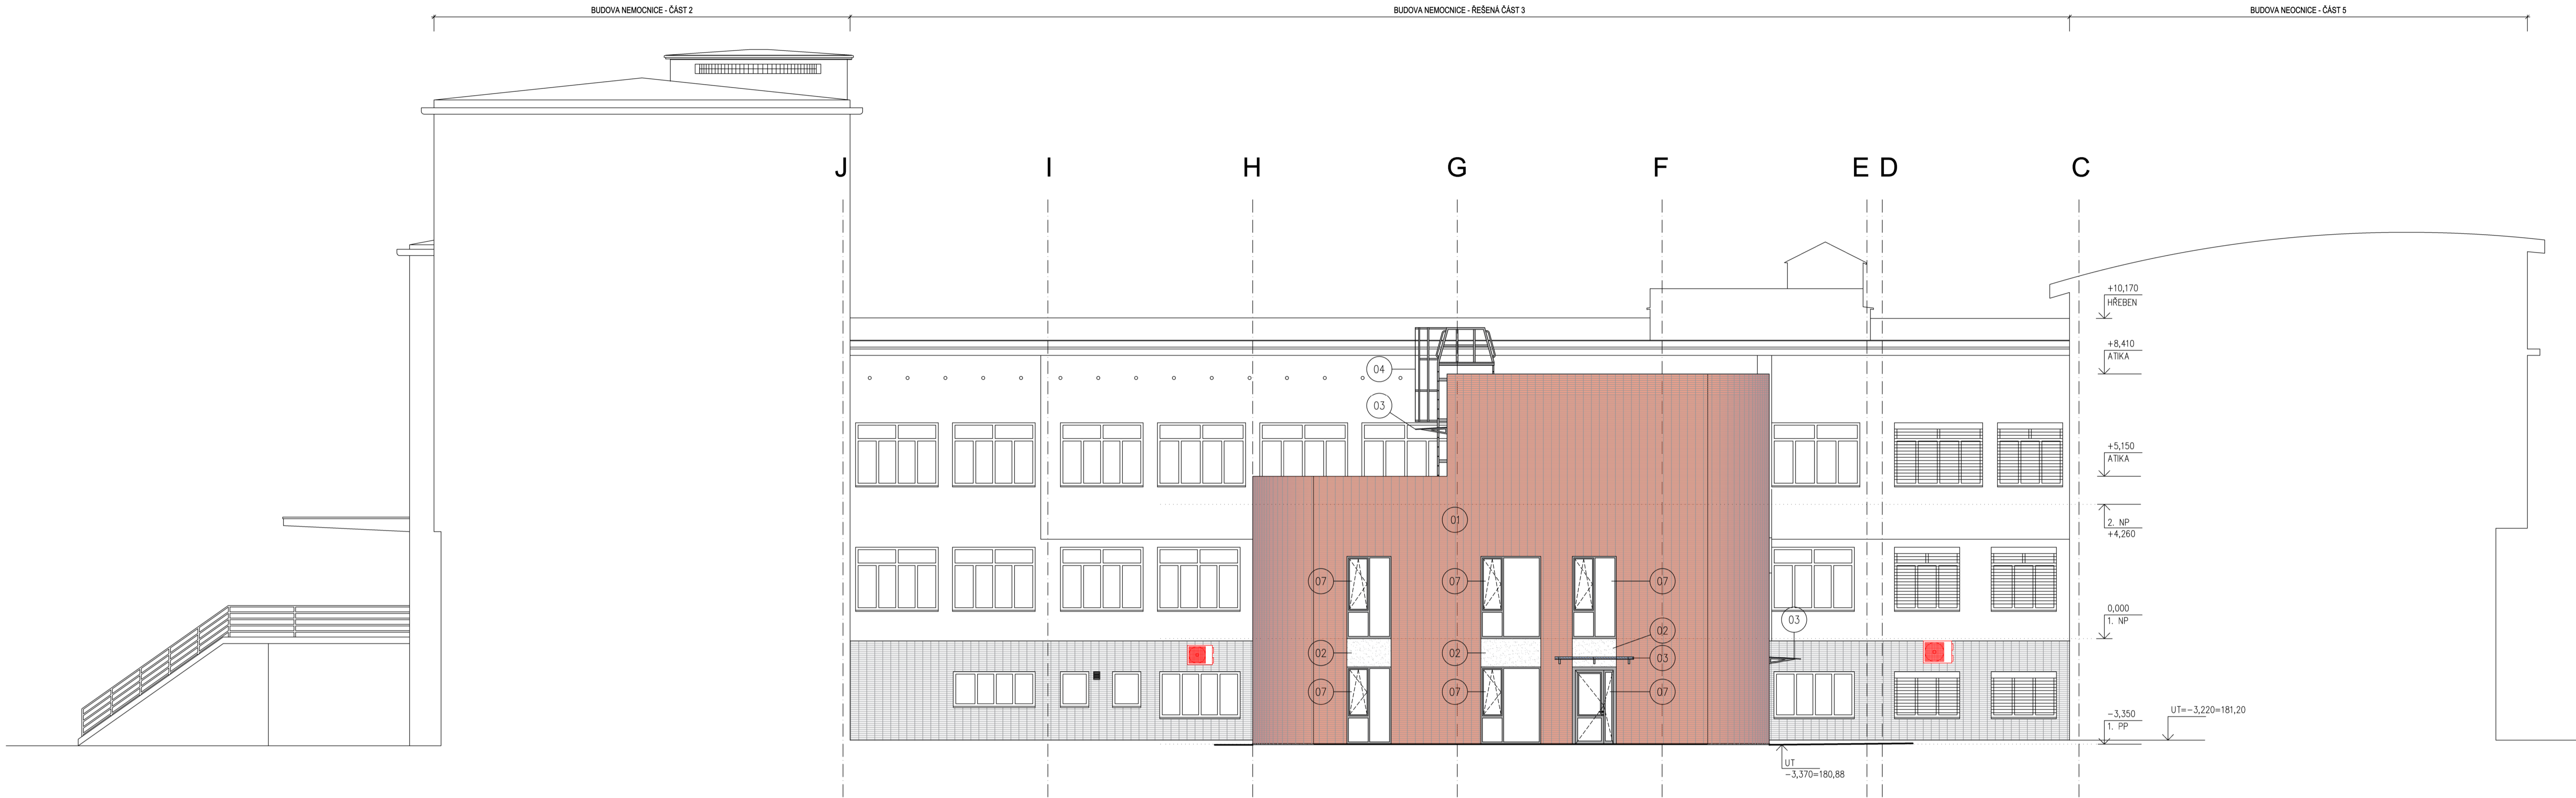 BUDOVA NEMOCNICE - ČÁST 2
BUDOVA NEMOCNICE - ŘEŠENÁ ČÁST 3
BUDOVA NEOCNICE - ČÁST 5
J
I
H
G
F
E
D
C
+10,170
HŘEBEN
+8,410
ATIKA
04
03
+5,150
ATIKA
01
2. NP
+4,260
07
07
07
0,000
1. NP
03
02
02
02
03
07
07
07
-3,350
1. PP
UT=-3,220=181,20
UT
-3,370=180,88